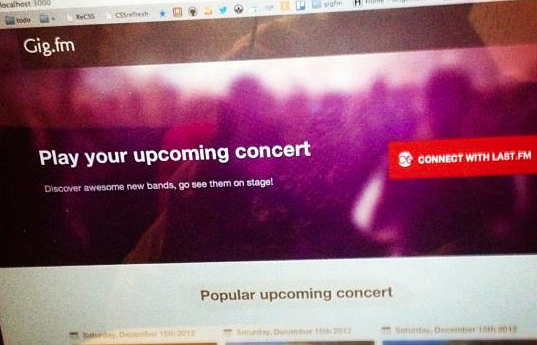 localhost:3000
todo ReCSS CSSrefresh gigfm Home
Gig.fm
Play your upcoming concert
CONNECT WITH LAST.FM
Discover awesome new bands, go see them on stage!
Popular upcoming concert
Saturday, December 15th 2012 Saturday, December 15th 2012 Saturday, December 15th 2012